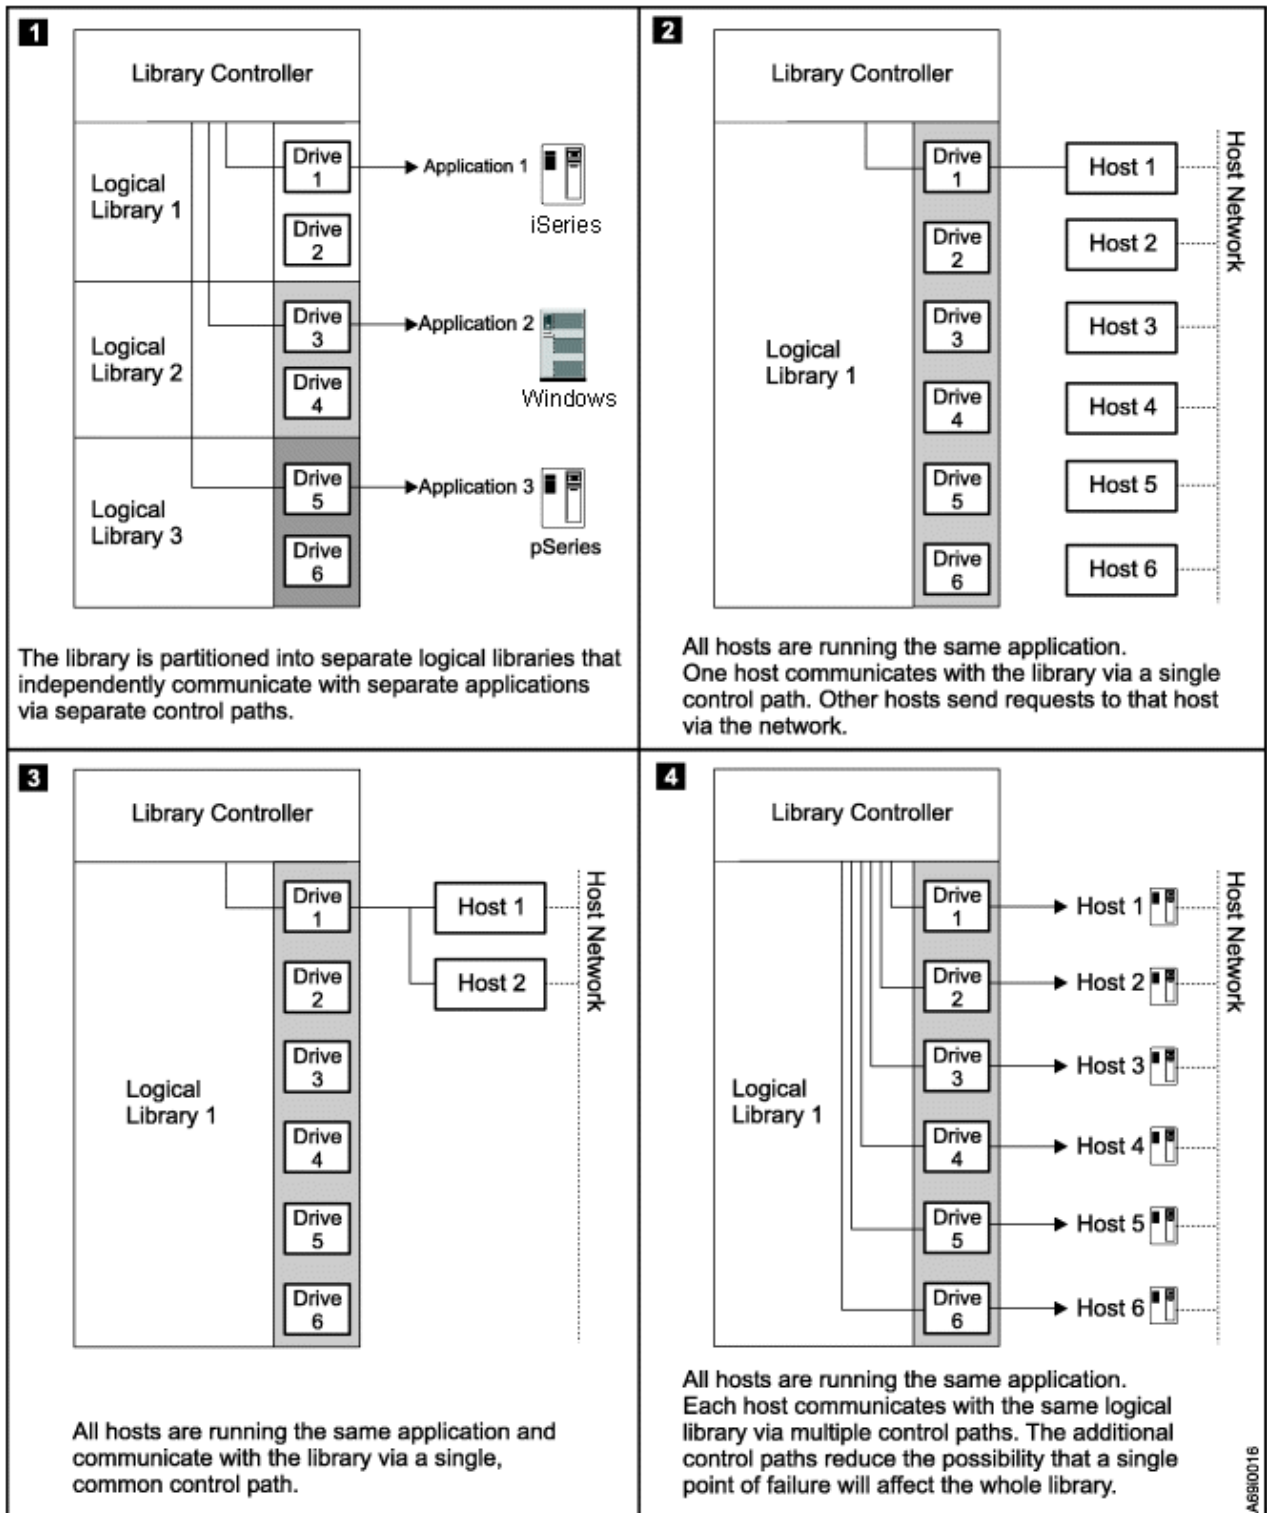 1
Library Controller
Logical
Library 1
Drive
1
Application 1
iSeries
Drive
2
Logical
Library 2
Drive
3
Application 2
Windows
Drive
4
Logical
Library 3
Drive
5
Application 3
pSeries
Drive
6
The library is partitioned into separate logical libraries that
independently communicate with separate applications
via separate control paths.
2
Library Controller
Logical
Library 1
Drive
1
Host 1
Drive
2
Host 2
Drive
3
Host 3
Drive
4
Host 4
Drive
5
Host 5
Drive
6
Host 6
Host Network
All hosts are running the same application.
One host communicates with the library via a single
control path. Other hosts send requests to that host
via the network.
3
Library Controller
Logical
Library 1
Drive
1
Host 1
Drive
2
Host 2
Drive
3
Drive
4
Drive
5
Drive
6
Host Network
All hosts are running the same application and
communicate with the library via a single,
common control path.
4
Library Controller
Logical
Library 1
Drive
1
Host 1
Drive
2
Host 2
Drive
3
Host 3
Drive
4
Host 4
Drive
5
Host 5
Drive
6
Host 6
Host Network
All hosts are running the same application.
Each host communicates with the same logical
library via multiple control paths. The additional
control paths reduce the possibility that a single
point of failure will affect the whole library.
A69I0016